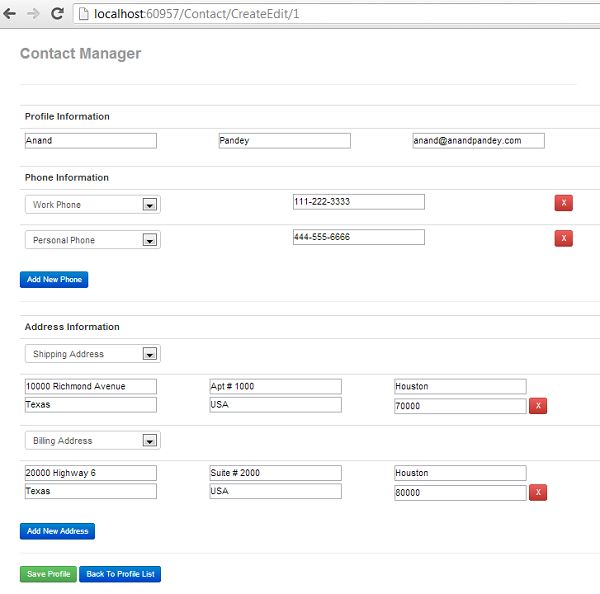 localhost:60957/Contact/CreateEdit/1
Contact Manager
Profile Information
Anand Pandey anand@anandpandey.com
Phone Information
Work Phone 111-222-3333 X
Personal Phone 444-555-6666 X
Add New Phone
Address Information
Shipping Address
10000 Richmond Avenue Apt # 1000 Houston
Texas USA 70000 X
Billing Address
20000 Highway 6 Suite # 2000 Houston
Texas USA 80000 X
Add New Address
Save Profile Back To Profile List